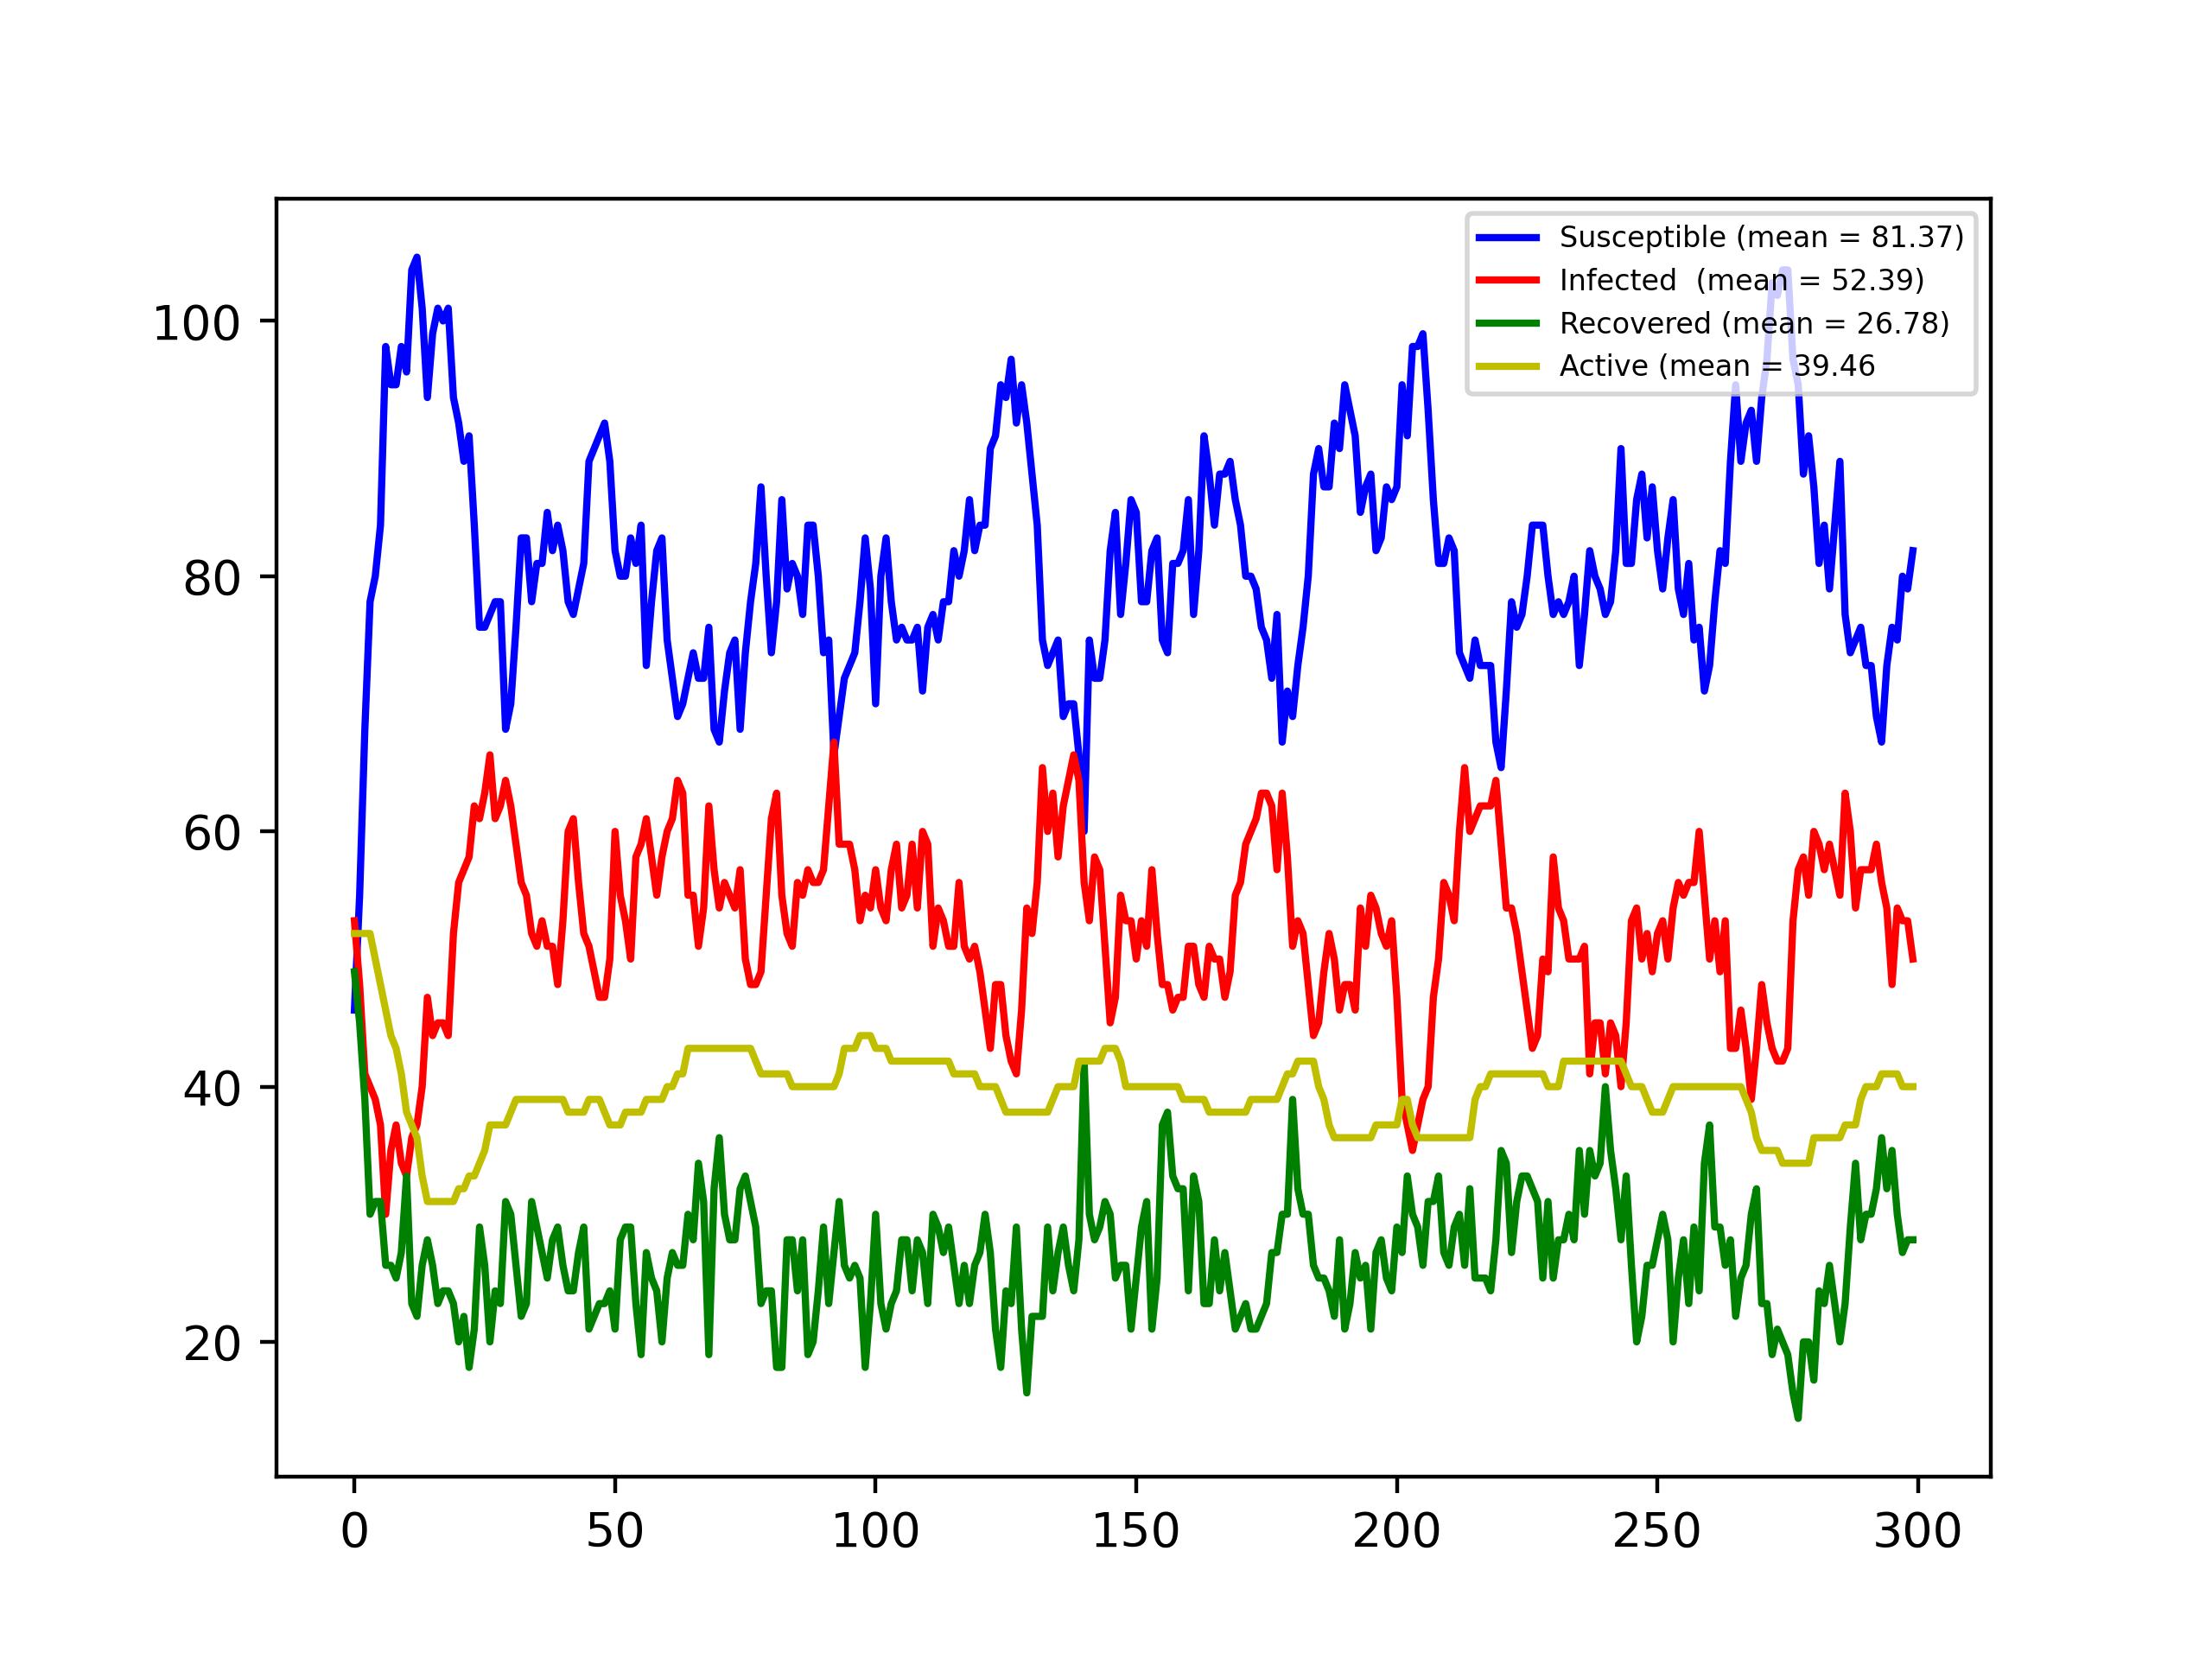 Susceptible (mean = 81.37)
Infected  (mean = 52.39)
Recovered (mean = 26.78)
Active (mean = 39.46
100
80
60
40
20
0 50 100 150 200 250 300